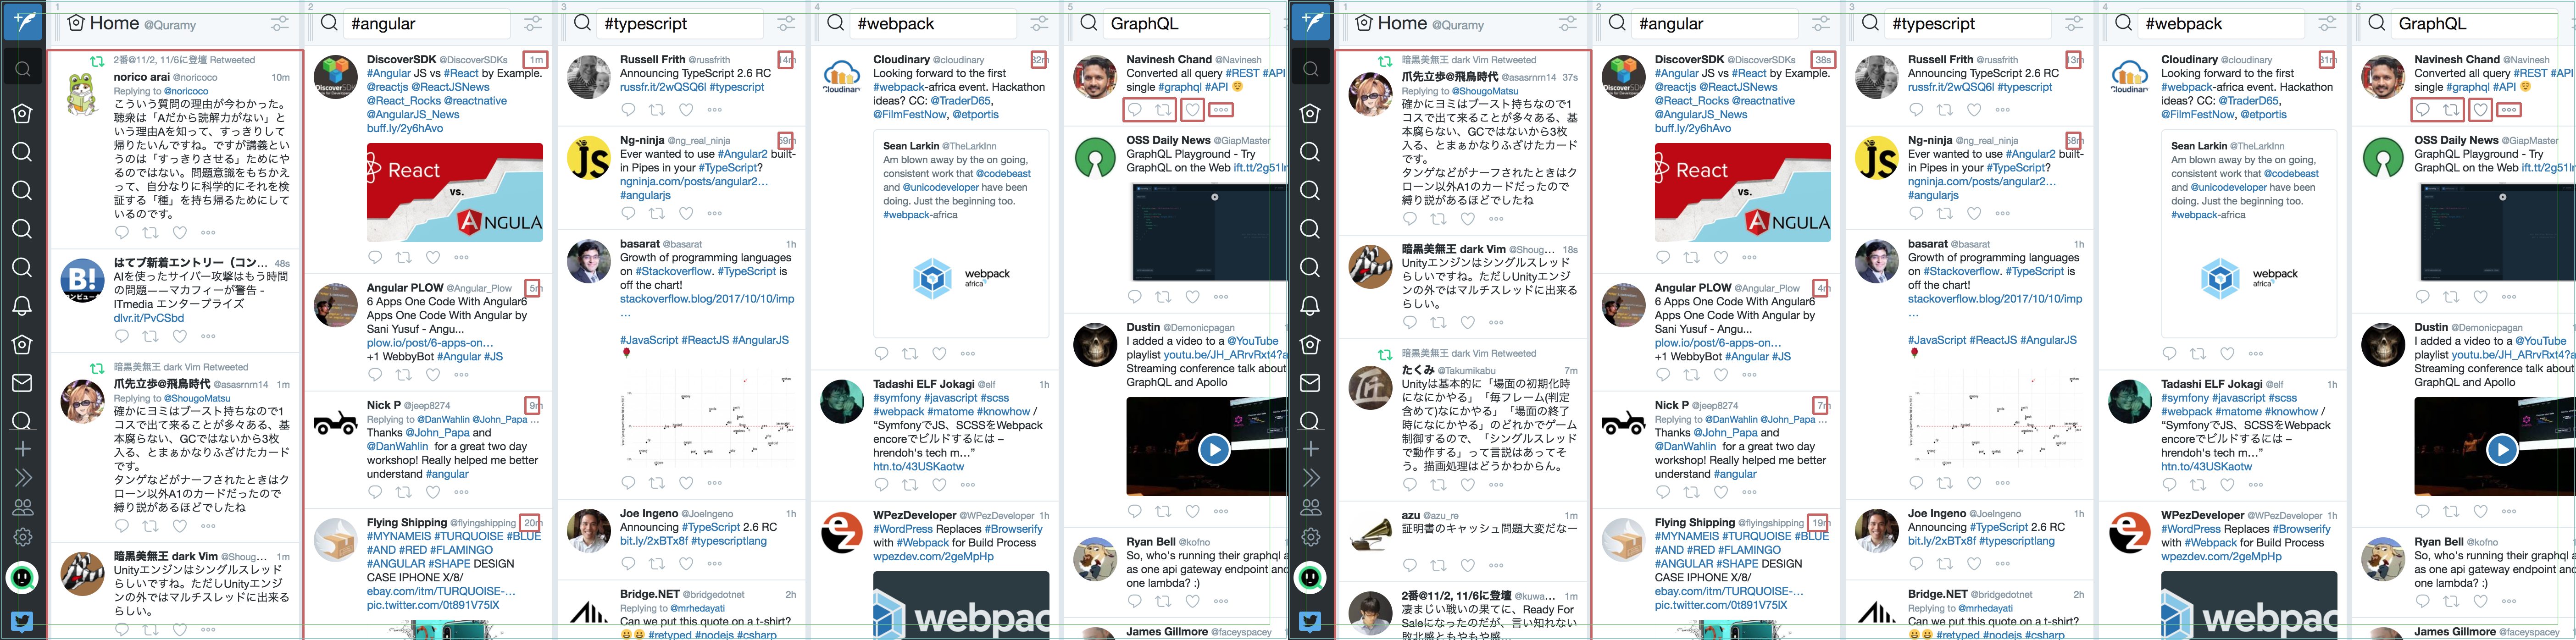 1
Home @Quramy
2番@11/2, 11/6に登壇 Retweeted
norico arai @noricoco 10m
Replying to @noricoco
こういう質問の理由が今わかった。
聴衆は「Aだから読解力がない」と
いう理由Aを知って、すっきりして
帰りたいんですね。ですが講義とい
うのは「すっきりさせる」ためにや
るのではない。問題意識をもちかえ
って、自分なりに科学的にそれを検
証する「種」を持ち帰るためにして
いるのです。
はてブ新着エントリー（コン… 48s
AIを使ったサイバー攻撃はもう時間
の問題――マカフィーが警告 -
ITmedia エンタープライズ
dlvr.it/PvCSbd
暗黒美無王 dark Vim Retweeted
爪先立歩@飛鳥時代 @asasrnrn14 1m
Replying to @ShougoMatsu
確かにヨミはブースト持ちなので1
コスで出て来ることが多々ある、基
本腐らない、GCではないから3枚
入る、とまぁかなりふざけたカード
です。
タンゲなどがナーフされたときはク
ローン以外A1のカードだったので
縛り説があるほどでしたね
暗黒美無王 dark Vim @Shoug… 1m
Unityエンジンはシングルスレッド
らしいですね。ただしUnityエンジ
ンの外ではマルチスレッドに出来る
らしい。
2
#angular
DiscoverSDK @DiscoverSDKs 1m
#Angular JS vs #React by Example.
@reactjs @ReactJSNews
@React_Rocks @reactnative
@AngularJS_News
buff.ly/2y6hAvo
React
vs.
ANGULA
Angular PLOW @Angular_Plow 5m
6 Apps One Code With Angular6
Apps One Code With Angular by
Sani Yusuf - Angu...
plow.io/post/6-apps-on…
+1 WebbyBot #Angular #JS
Nick P @jeep8274 9m
Replying to @DanWahlin @John_Papa …
Thanks @John_Papa and
@DanWahlin for a great two day
workshop! Really helped me better
understand #angular
Flying Shipping @flyingshipping 20m
#MYNAMEIS #TURQUOISE #BLUE
#AND #RED #FLAMINGO
#ANGULAR #SHAPE DESIGN
CASE IPHONE X/8/
ebay.com/itm/TURQUOISE-…
pic.twitter.com/0t891V75lX
3
#typescript
Russell Frith @russfrith 14m
Announcing TypeScript 2.6 RC
russfr.it/2wQSQ6l #typescript
Ng-ninja @ng_real_ninja 59m
Ever wanted to use #Angular2 built-
in Pipes in your #TypeScript?
ngninja.com/posts/angular2…
#angularjs
basarat @basarat 1h
Growth of programming languages
on #Stackoverflow. #TypeScript is
off the chart!
stackoverflow.blog/2017/10/10/imp
…
#JavaScript #ReactJS #AngularJS
Joe Ingeno @JoeIngeno 1h
Announcing #TypeScript 2.6 RC
bit.ly/2xBTx8f #typescriptlang
Bridge.NET @bridgedotnet 2h
Replying to @mrhedayati
Can we put this quote on a t-shirt?
#retyped #nodejs #csharp
4
#webpack
Cloudinary @cloudinary 32m
Looking forward to the first
#webpack-africa event. Hackathon
ideas? CC: @TraderD65,
@FilmFestNow, @etportis
Sean Larkin @TheLarkInn
Am blown away by the on going,
consistent work that @codebeast
and @unicodeveloper have been
doing. Just the beginning too.
#webpack-africa
webpack
africa
Tadashi ELF Jokagi @elf 1h
#symfony #javascript #scss
#webpack #matome #knowhow /
“SymfonyでJS、SCSSをWebpack
encoreでビルドするには –
hrendoh's tech m…”
htn.to/43USKaotw
WPezDeveloper @WPezDeveloper 1h
#WordPress Replaces #Browserify
with #Webpack for Build Process
wpezdev.com/2geMpHp
webpac
5
GraphQL
Navinesh Chand @Navinesh
Converted all query #REST #API
single #graphql #API
OSS Daily News @GiapMaster
GraphQL Playground - Try
GraphQL on the Web ift.tt/2g51lr
Dustin @Demonicpagan
I added a video to a @YouTube
playlist youtu.be/JH_ARrvRxt4?a
Streaming conference talk about
GraphQL and Apollo
Ryan Bell @kofno
So, who's running their graphql a
as one api gateway endpoint and
one lambda? :)
James Gillmore @faceyspacey
1
Home @Quramy
暗黒美無王 dark Vim Retweeted
爪先立歩@飛鳥時代 @asasrnrn14 37s
Replying to @ShougoMatsu
確かにヨミはブースト持ちなので1
コスで出て来ることが多々ある、基
本腐らない、GCではないから3枚
入る、とまぁかなりふざけたカード
です。
タンゲなどがナーフされたときはク
ローン以外A1のカードだったので
縛り説があるほどでしたね
暗黒美無王 dark Vim @Shoug… 18s
Unityエンジンはシングルスレッド
らしいですね。ただしUnityエンジ
ンの外ではマルチスレッドに出来る
らしい。
暗黒美無王 dark Vim Retweeted
たくみ @Takumikabu 7m
Unityは基本的に「場面の初期化時
になにかやる」「毎フレーム(判定
含めて)なにかやる」「場面の終了
時になにかやる」のどれかでゲーム
制御するので、「シングルスレッド
で動作する」って言説はあってそ
う。描画処理はどうかわからん。
azu @azu_re 1m
証明書のキャッシュ問題大変だなー
2番@11/2, 11/6に登壇 @kuwa… 1m
凄まじい戦いの果てに、Ready For
Saleになったのだが、言い知れない
敗北感ともやもや感…
2
#angular
DiscoverSDK @DiscoverSDKs 38s
#Angular JS vs #React by Example.
@reactjs @ReactJSNews
@React_Rocks @reactnative
@AngularJS_News
buff.ly/2y6hAvo
React
vs.
ANGULA
Angular PLOW @Angular_Plow 4m
6 Apps One Code With Angular6
Apps One Code With Angular by
Sani Yusuf - Angu...
plow.io/post/6-apps-on…
+1 WebbyBot #Angular #JS
Nick P @jeep8274 7m
Replying to @DanWahlin @John_Papa …
Thanks @John_Papa and
@DanWahlin for a great two day
workshop! Really helped me better
understand #angular
Flying Shipping @flyingshipping 19m
#MYNAMEIS #TURQUOISE #BLUE
#AND #RED #FLAMINGO
#ANGULAR #SHAPE DESIGN
CASE IPHONE X/8/
ebay.com/itm/TURQUOISE-…
pic.twitter.com/0t891V75lX
3
#typescript
Russell Frith @russfrith 13m
Announcing TypeScript 2.6 RC
russfr.it/2wQSQ6l #typescript
Ng-ninja @ng_real_ninja 58m
Ever wanted to use #Angular2 built-
in Pipes in your #TypeScript?
ngninja.com/posts/angular2…
#angularjs
basarat @basarat 1h
Growth of programming languages
on #Stackoverflow. #TypeScript is
off the chart!
stackoverflow.blog/2017/10/10/imp
…
#JavaScript #ReactJS #AngularJS
Joe Ingeno @JoeIngeno 1h
Announcing #TypeScript 2.6 RC
bit.ly/2xBTx8f #typescriptlang
Bridge.NET @bridgedotnet 2h
Replying to @mrhedayati
Can we put this quote on a t-shirt?
#retyped #nodejs #csharp
4
#webpack
Cloudinary @cloudinary 31m
Looking forward to the first
#webpack-africa event. Hackathon
ideas? CC: @TraderD65,
@FilmFestNow, @etportis
Sean Larkin @TheLarkInn
Am blown away by the on going,
consistent work that @codebeast
and @unicodeveloper have been
doing. Just the beginning too.
#webpack-africa
webpack
africa
Tadashi ELF Jokagi @elf 1h
#symfony #javascript #scss
#webpack #matome #knowhow /
“SymfonyでJS、SCSSをWebpack
encoreでビルドするには –
hrendoh's tech m…”
htn.to/43USKaotw
WPezDeveloper @WPezDeveloper 1h
#WordPress Replaces #Browserify
with #Webpack for Build Process
wpezdev.com/2geMpHp
webpac
5
GraphQL
Navinesh Chand @Navinesh
Converted all query #REST #API
single #graphql #API
OSS Daily News @GiapMaster
GraphQL Playground - Try
GraphQL on the Web ift.tt/2g51lr
Dustin @Demonicpagan
I added a video to a @YouTube
playlist youtu.be/JH_ARrvRxt4?a
Streaming conference talk about
GraphQL and Apollo
Ryan Bell @kofno
So, who's running their graphql a
as one api gateway endpoint and
one lambda? :)
James Gillmore @faceyspacey